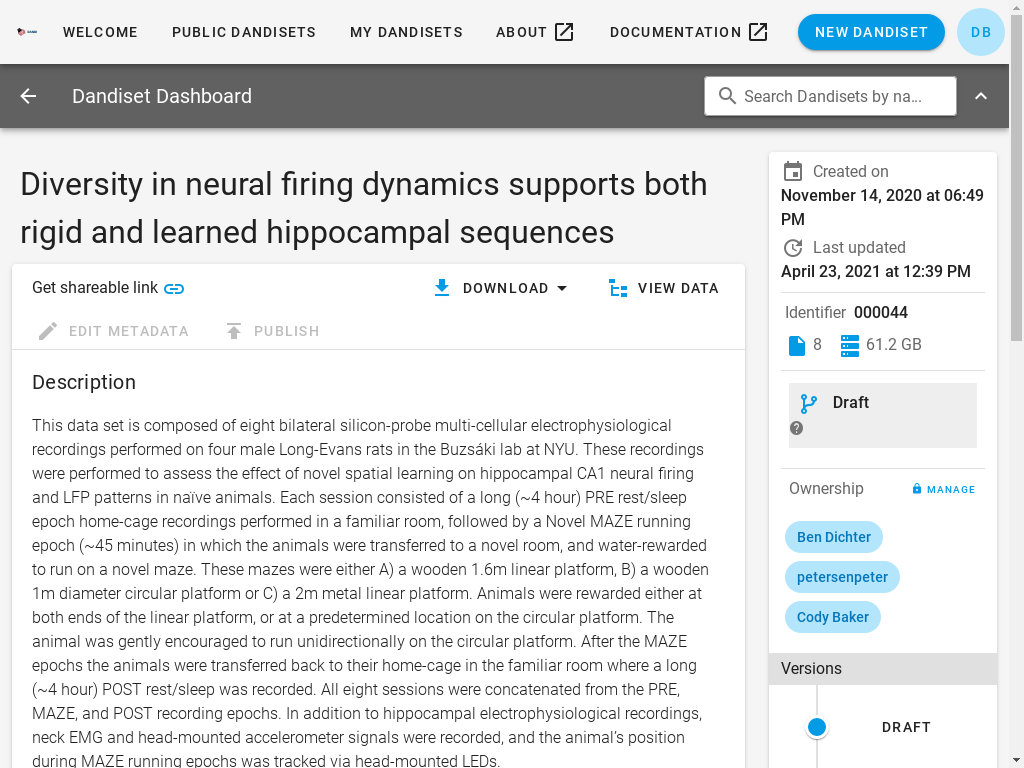 WELCOME PUBLIC DANDISETS MY DANDISETS ABOUT DOCUMENTATION NEW DANDISET DB
Dandiset Dashboard Search Dandisets by na...
Diversity in neural firing dynamics supports both
rigid and learned hippocampal sequences
Get shareable link DOWNLOAD VIEW DATA
EDIT METADATA PUBLISH
Description
This data set is composed of eight bilateral silicon-probe multi-cellular electrophysiological
recordings performed on four male Long-Evans rats in the Buzsáki lab at NYU. These recordings
were performed to assess the effect of novel spatial learning on hippocampal CA1 neural firing
and LFP patterns in naïve animals. Each session consisted of a long (~4 hour) PRE rest/sleep
epoch home-cage recordings performed in a familiar room, followed by a Novel MAZE running
epoch (~45 minutes) in which the animals were transferred to a novel room, and water-rewarded
to run on a novel maze. These mazes were either A) a wooden 1.6m linear platform, B) a wooden
1m diameter circular platform or C) a 2m metal linear platform. Animals were rewarded either at
both ends of the linear platform, or at a predetermined location on the circular platform. The
animal was gently encouraged to run unidirectionally on the circular platform. After the MAZE
epochs the animals were transferred back to their home-cage in the familiar room where a long
(~4 hour) POST rest/sleep was recorded. All eight sessions were concatenated from the PRE,
MAZE, and POST recording epochs. In addition to hippocampal electrophysiological recordings,
neck EMG and head-mounted accelerometer signals were recorded, and the animal's position
during MAZE running epochs was tracked via head-mounted LEDs.
Created on
November 14, 2020 at 06:49
PM
Last updated
April 23, 2021 at 12:39 PM
Identifier 000044
8 61.2 GB
Draft
Ownership MANAGE
Ben Dichter
petersenpeter
Cody Baker
Versions
DRAFT